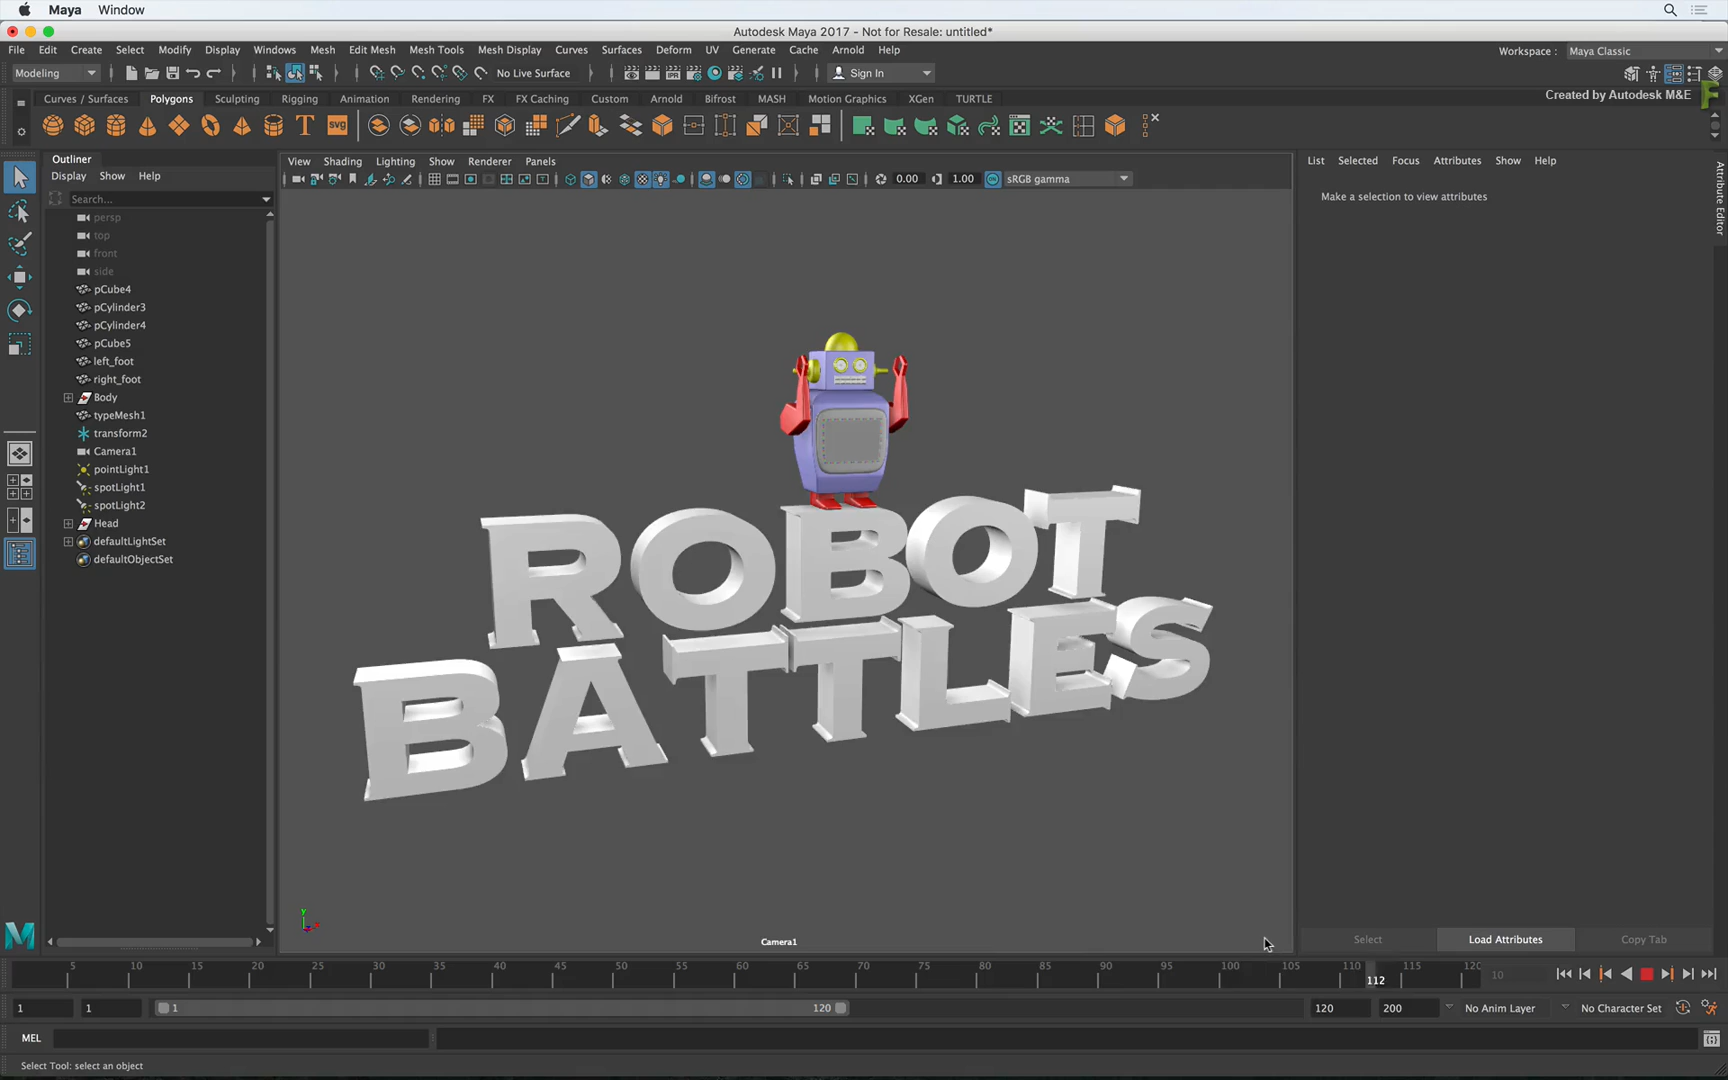 Maya Window
Autodesk Maya 2017 - Not for Resale: untitled*
File Edit Create Select Modify Display Windows Mesh Edit Mesh Mesh Tools Mesh Display Curves Surfaces Deform UV Generate Cache Arnold Help Workspace : Maya Classic
Modeling No Live Surface Sign In
Curves / Surfaces Polygons Sculpting Rigging Animation Rendering FX FX Caching Custom Arnold Bifrost MASH Motion Graphics XGen TURTLE
Created by Autodesk M&E
T SVG
Outliner
Display Show Help
Search...
persp
top
front
side
pCube4
pCylinder3
pCylinder4
pCube5
left_foot
right_foot
Body
typeMesh1
transform2
Camera1
pointLight1
spotLight1
spotLight2
Head
defaultLightSet
defaultObjectSet
View Shading Lighting Show Renderer Panels
0.00 1.00 sRGB gamma
ROBOT
BATTLES
Camera1
List Selected Focus Attributes Show Help
Make a selection to view attributes
Attribute Editor
Select Load Attributes Copy Tab
5 10 15 20 25 30 35 40 45 50 55 60 65 70 75 80 85 90 95 100 105 110 115 120
112
10
1 1 1 120 120 200 No Anim Layer No Character Set
MEL
Select Tool: select an object